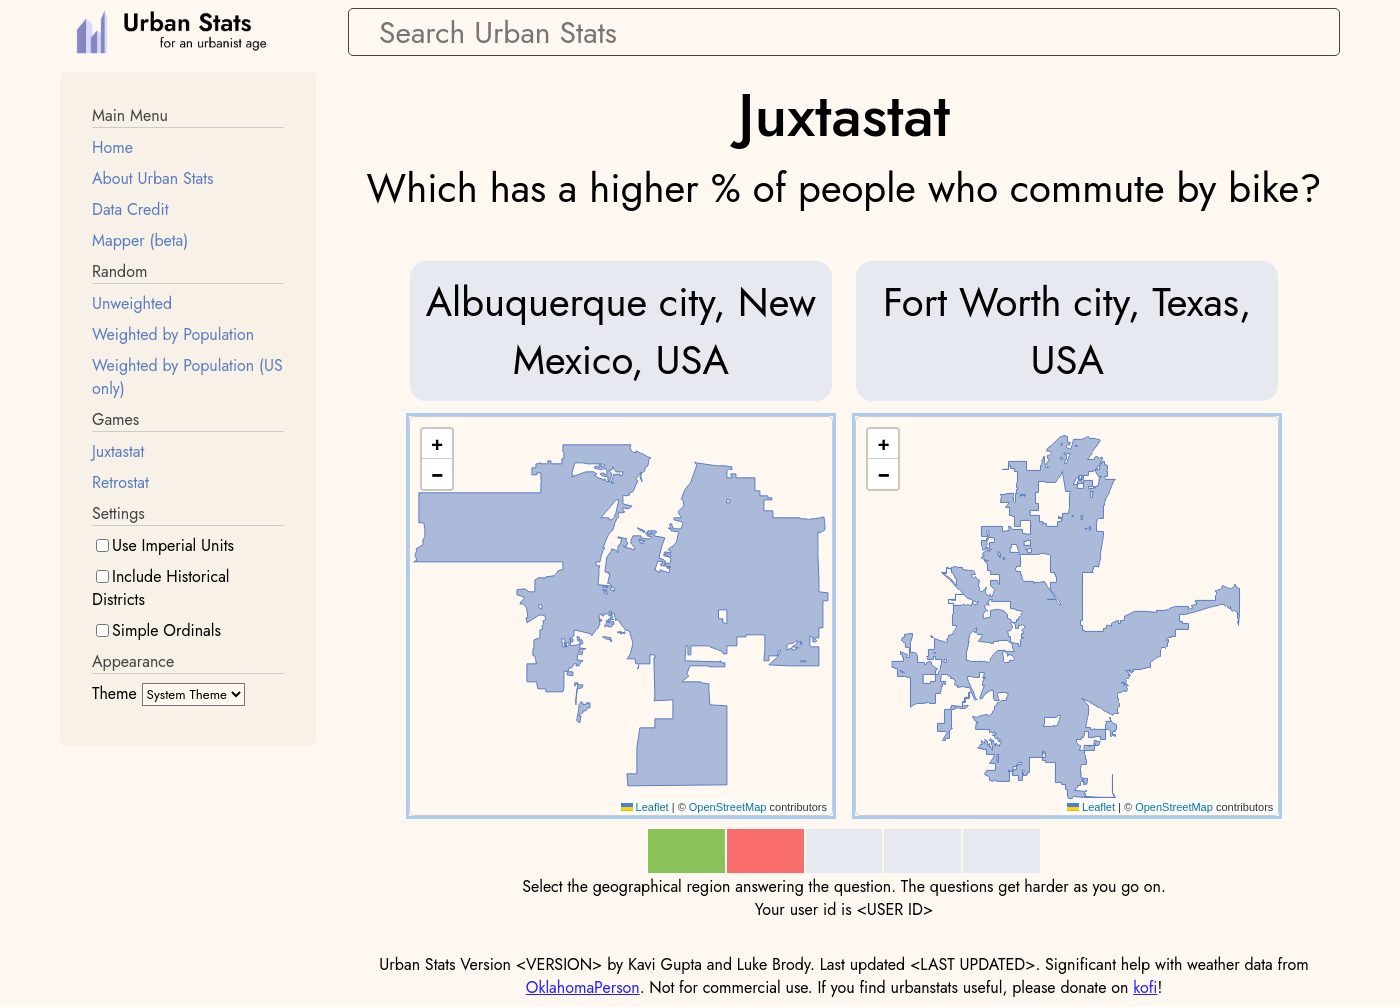 Urban Stats
for an urbanist age
Search Urban Stats
Main Menu
Home
About Urban Stats
Data Credit
Mapper (beta)
Random
Unweighted
Weighted by Population
Weighted by Population (US
only)
Games
Juxtastat
Retrostat
Settings
Use Imperial Units
Include Historical
Districts
Simple Ordinals
Appearance
Theme System Theme
Juxtastat
Which has a higher % of people who commute by bike?
Albuquerque city, New
Mexico, USA
+
−
Leaflet | © OpenStreetMap contributors
Fort Worth city, Texas,
USA
+
−
Leaflet | © OpenStreetMap contributors
Select the geographical region answering the question. The questions get harder as you go on.
Your user id is <USER ID>
Urban Stats Version <VERSION> by Kavi Gupta and Luke Brody. Last updated <LAST UPDATED>. Significant help with weather data from
OklahomaPerson. Not for commercial use. If you find urbanstats useful, please donate on kofi!